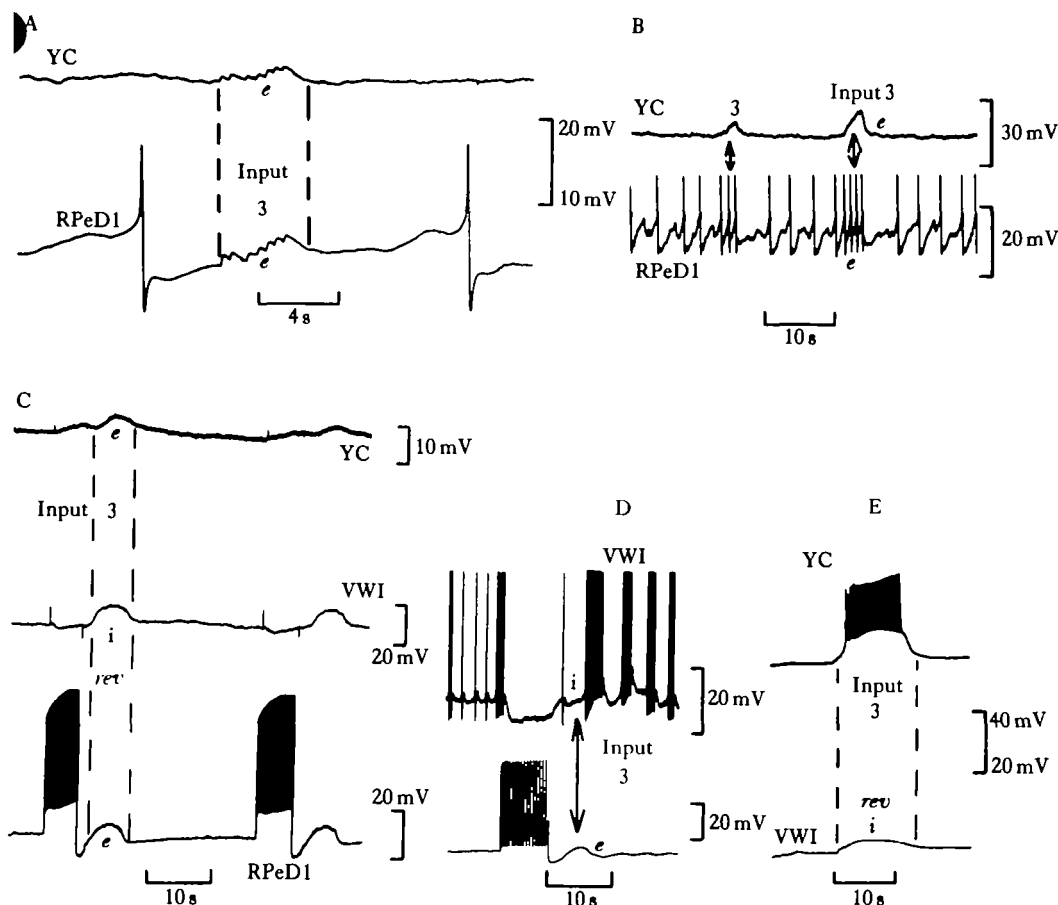 A
YC
e
20 mV
10 mV
Input
3
RPeD1
e
4 s
B
YC
3
Input 3
e
30 mV
20 mV
RPeD1
e
10 s
C
e
YC
10 mV
Input 3
VWI
i
20 mV
rev
20 mV
e
RPeD1
10 s
D
VWI
i
20 mV
Input
3
20 mV
e
10 s
E
YC
Input
3
40 mV
20 mV
rev
i
VWI
10 s